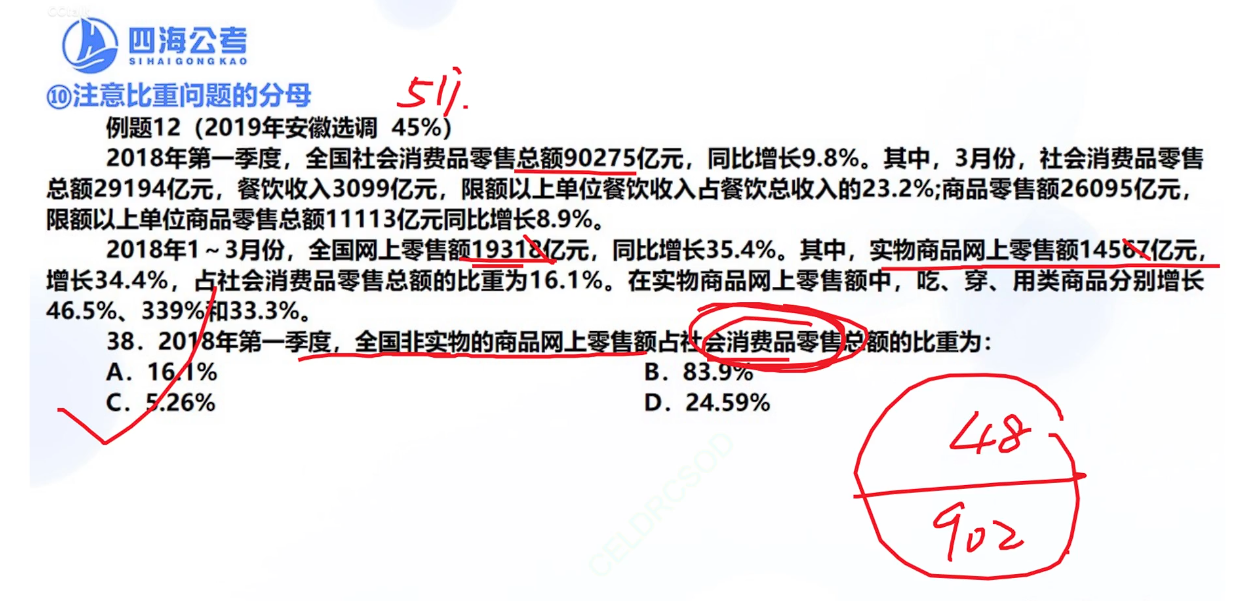 四海公考
SIHAIGONGKAO
⑩注意比重问题的分母
51j.
例题12（2019年安徽选调 45%）
2018年第一季度，全国社会消费品零售总额90275亿元，同比增长9.8%。其中，3月份，社会消费品零售
总额29194亿元，餐饮收入3099亿元，限额以上单位餐饮收入占餐饮总收入的23.2%;商品零售额26095亿元，
限额以上单位商品零售总额11113亿元同比增长8.9%。
2018年1～3月份，全国网上零售额19318亿元，同比增长35.4%。其中，实物商品网上零售额14567亿元，
增长34.4%，占社会消费品零售总额的比重为16.1%。在实物商品网上零售额中，吃、穿、用类商品分别增长
46.5%、339%和33.3%。
38．2018年第一季度，全国非实物的商品网上零售额占社会消费品零售总额的比重为：
A．16.1%
B．83.9%
C．5.26%
D．24.59%
48
902
CELDRCSOD